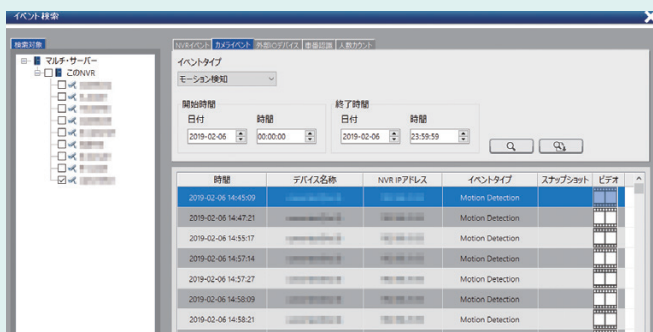 イベント検索
検索対象
マルチ・サーバー
このNVR
NVRイベント カメライベント 外部IOデバイス 車番認識 人数カウント
イベントタイプ
モーション検知
開始時間 終了時間
日付 時間 日付 時間
2019-02-06 00:00:00 2019-02-06 23:59:59
時間 デバイス名称 NVR IPアドレス イベントタイプ スナップショット ビデオ
2019-02-06 14:45:09 Motion Detection
2019-02-06 14:47:21 Motion Detection
2019-02-06 14:55:17 Motion Detection
2019-02-06 14:57:14 Motion Detection
2019-02-06 14:57:27 Motion Detection
2019-02-06 14:58:09 Motion Detection
2019-02-06 14:58:21 Motion Detection